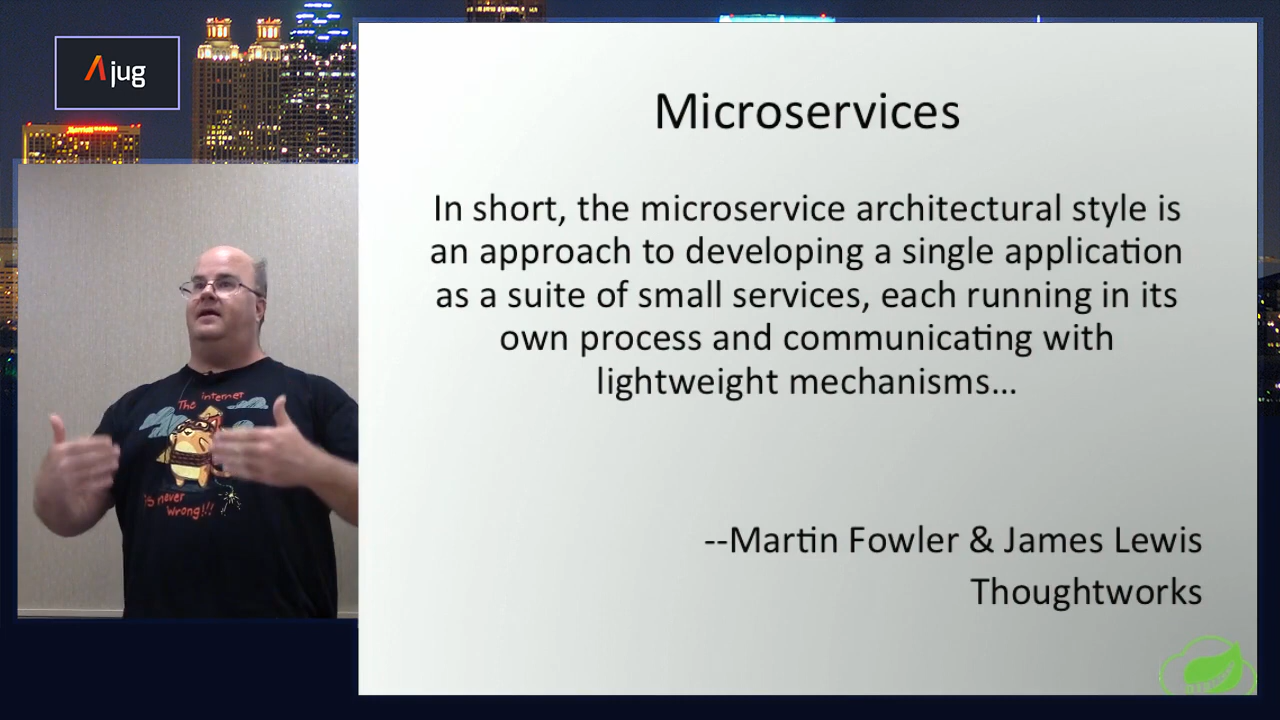 Ajug
Marriott
Microservices
In short, the microservice architectural style is
an approach to developing a single application
as a suite of small services, each running in its
own process and communicating with
lightweight mechanisms...
--Martin Fowler & James Lewis
Thoughtworks
The internet
is never
wrong!!!